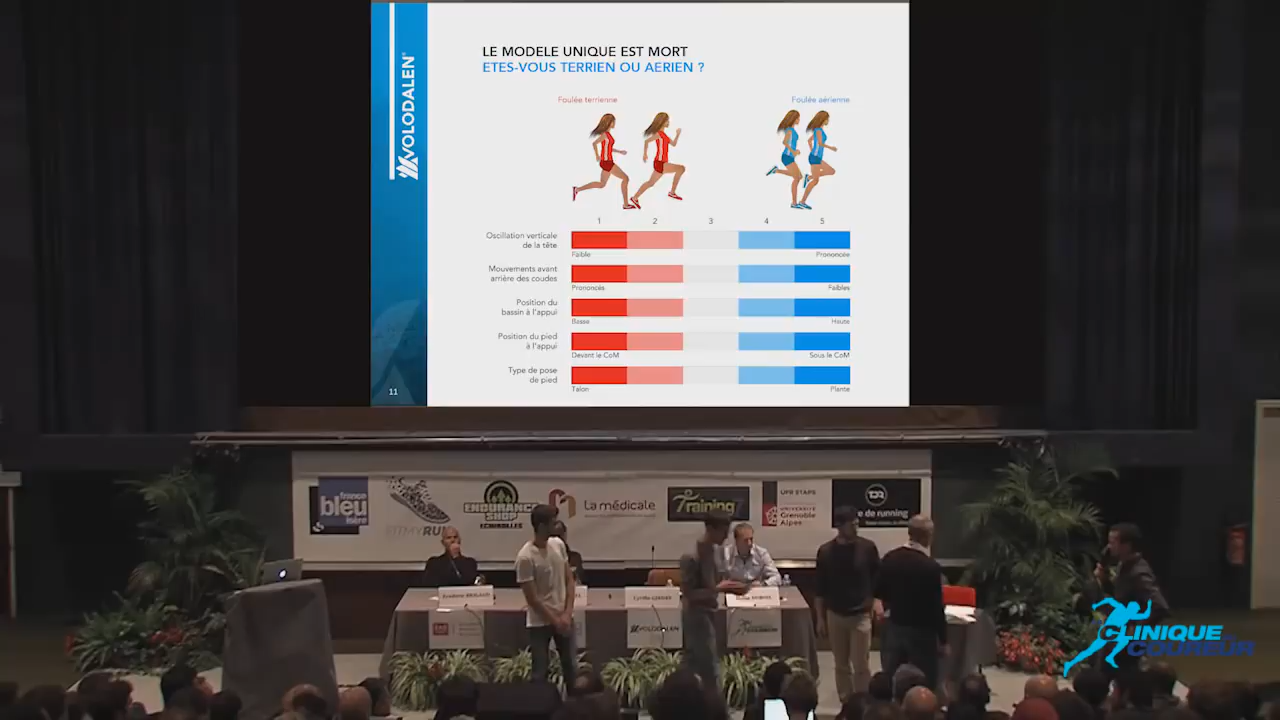 VOLODALEN®
LE MODELE UNIQUE EST MORT
ETES-VOUS TERRIEN OU AERIEN ?
Foulée terrienne
Foulée aérienne
1 2 3 4 5
Oscillation verticale
de la tête
Faible
Prononcée
Mouvements avant
arrière des coudes
Prononcés
Faibles
Position du
bassin à l'appui
Basse
Haute
Position du pied
à l'appui
Devant le CoM
Sous le CoM
Type de pose
de pied
Talon
Plante
11
france
bleu
isère
ENDURANCE
SHOP
ECHIROLLES
La médicale
Training
UFR STAPS
UNIVERSITÉ
Grenoble
Alpes
de running
VOLODALEN
CLINIQUE
COUREUR